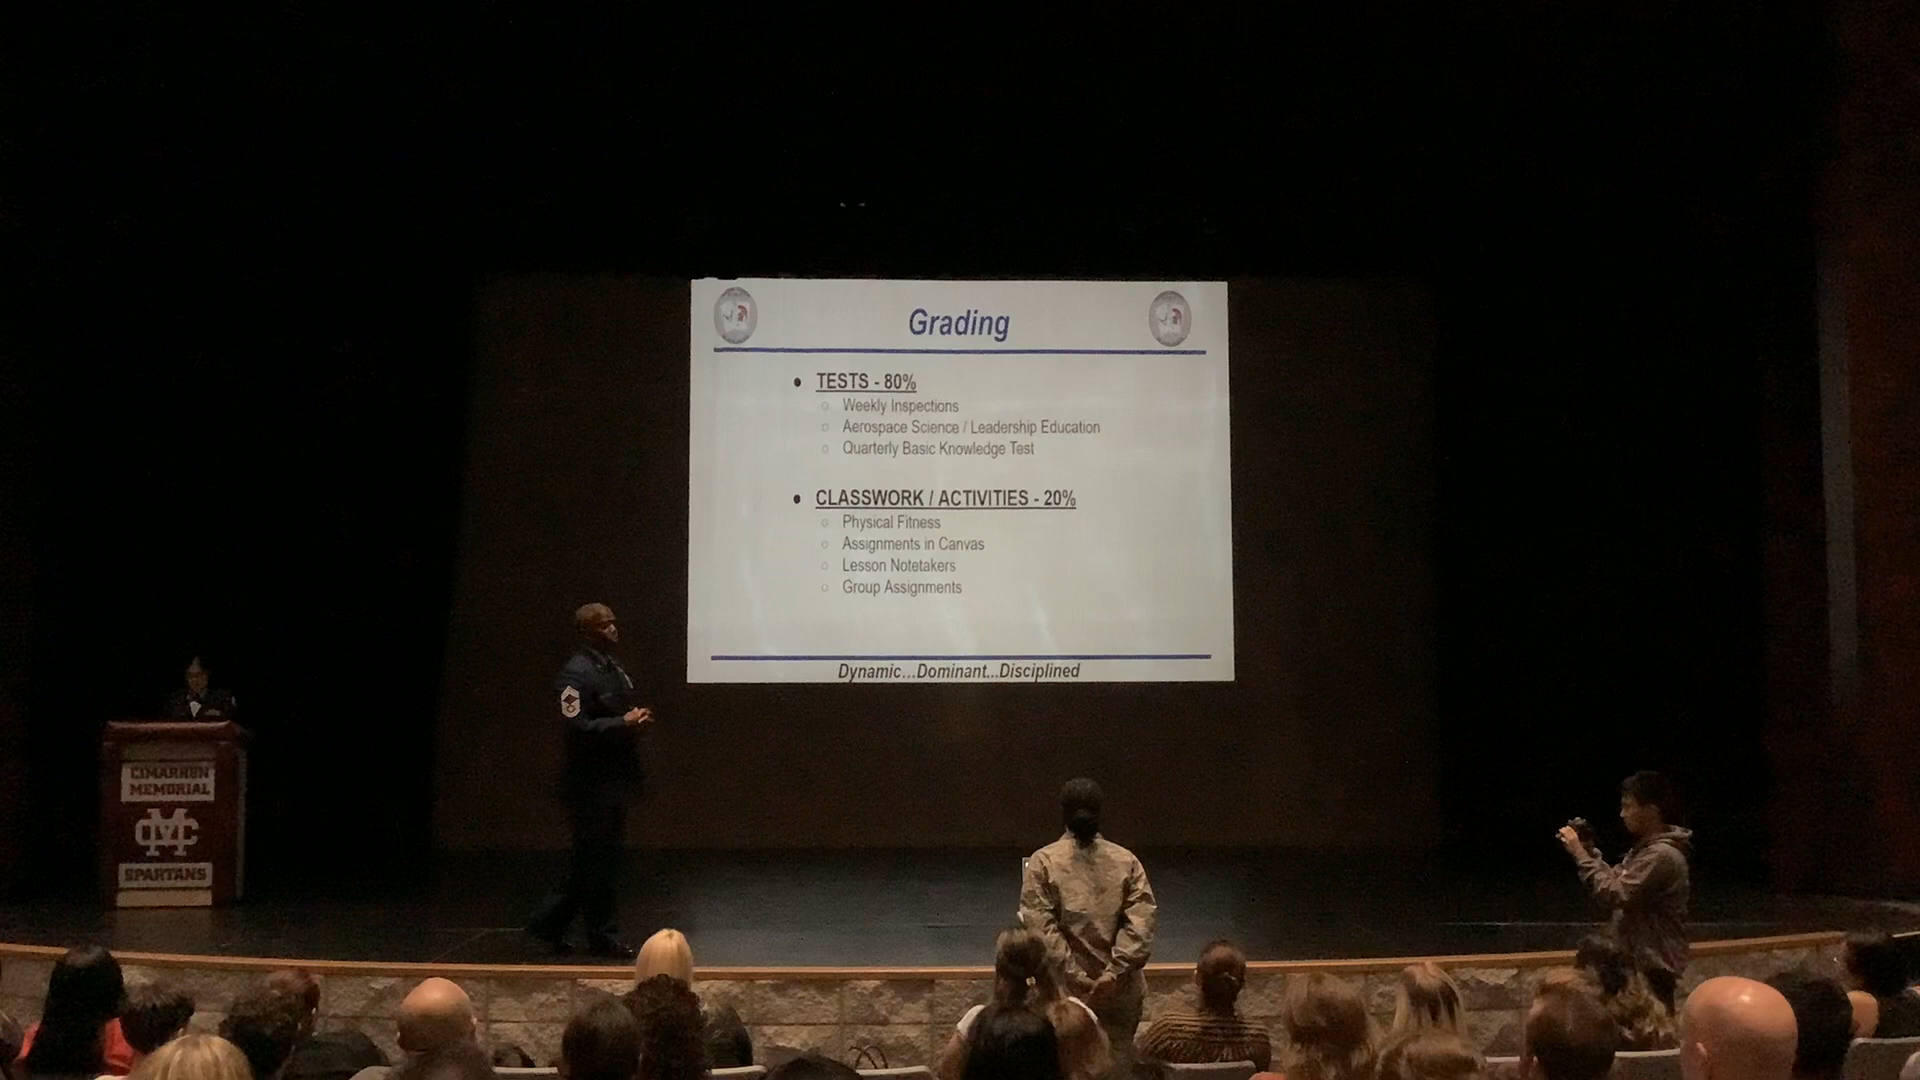 Grading
• TESTS - 80%
○ Weekly Inspections
○ Aerospace Science / Leadership Education
○ Quarterly Basic Knowledge Test
• CLASSWORK / ACTIVITIES - 20%
○ Physical Fitness
○ Assignments in Canvas
○ Lesson Notetakers
○ Group Assignments
Dynamic...Dominant...Disciplined
CIMARRON
MEMORIAL
CM
SPARTANS